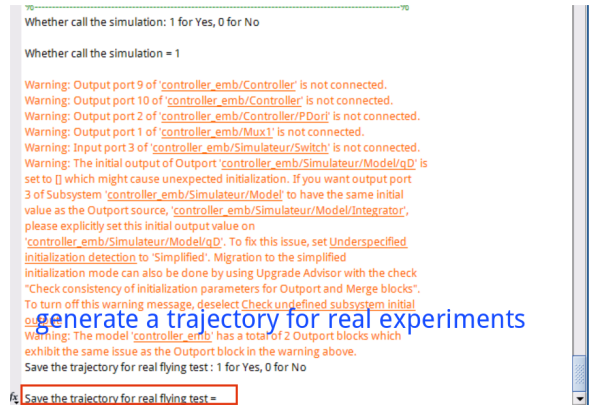 %------------------------------------------------------------------------%
Whether call the simulation: 1 for Yes, 0 for No
Whether call the simulation = 1
Warning: Output port 9 of 'controller_emb/Controller' is not connected.
Warning: Output port 10 of 'controller_emb/Controller' is not connected.
Warning: Output port 2 of 'controller_emb/Controller/PDorI' is not connected.
Warning: Output port 1 of 'controller_emb/Mux1' is not connected.
Warning: Input port 3 of 'controller_emb/Simulateur/Switch' is not connected.
Warning: The initial output of Outport 'controller_emb/Simulateur/Model/qD' is
set to [] which might cause unexpected initialization. If you want output port
3 of Subsystem 'controller_emb/Simulateur/Model' to have the same initial
value as the Outport source, 'controller_emb/Simulateur/Model/Integrator',
please explicitly set this initial output value on
'controller_emb/Simulateur/Model/qD'. To fix this issue, set Underspecified
initialization detection to 'Simplified'. Migration to the simplified
initialization mode can also be done by using Upgrade Advisor with the check
"Check consistency of initialization parameters for Outport and Merge blocks".
To turn off this warning message, deselect Check undefined subsystem initial
generate a trajectory for real experiments
Warning: The model 'controller_emb' has a total of 2 Outport blocks which
exhibit the same issue as the Outport block in the warning above.
Save the trajectory for real flying test : 1 for Yes, 0 for No
fx Save the trajectory for real flying test =